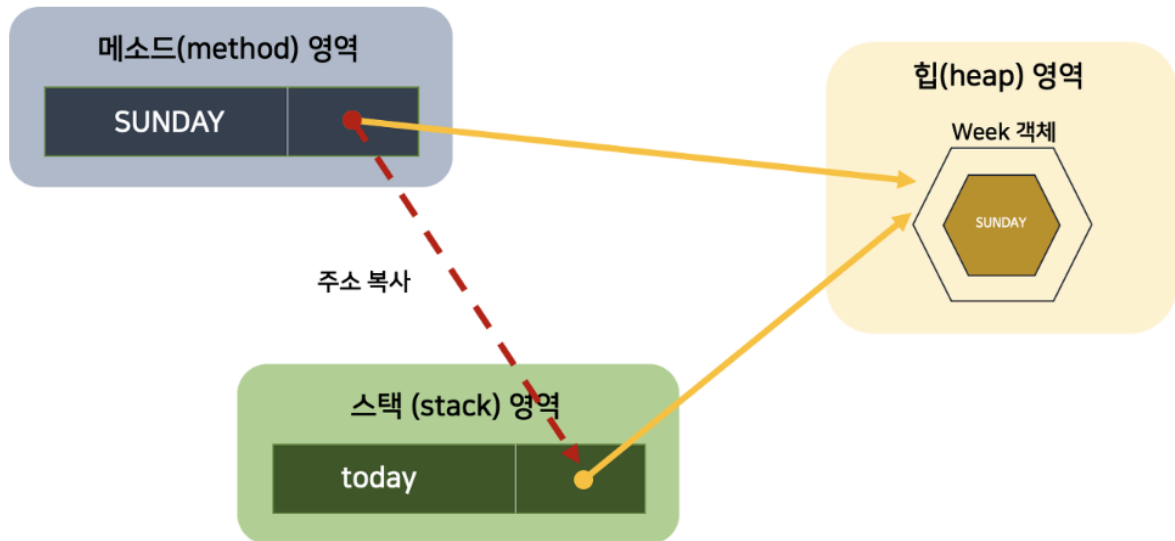 메소드(method) 영역
SUNDAY
힙(heap) 영역
Week 객체
SUNDAY
주소 복사
스택 (stack) 영역
today